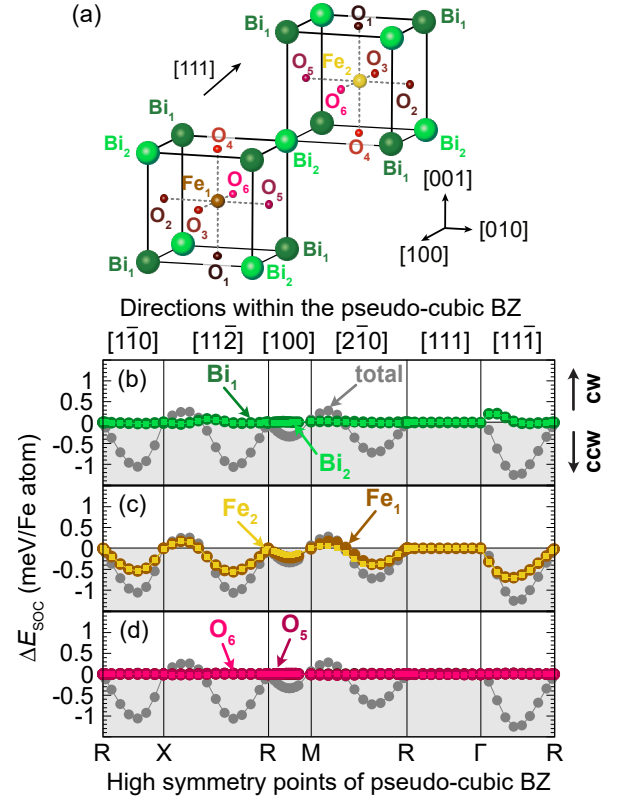 (a)
O₁
Bi₁ Bi₂ Bi₁
[111]
O₅ Fe₂ O₃
O₆ O₂
Bi₁
Bi₂ O₄ Bi₂ O₄ Bi₂
Bi₁
Fe₁ O₆ O₅
O₂ O₃
[001]
[010]
[100]
Bi₁ O₁ Bi₂ Bi₁
Directions within the pseudo-cubic BZ
[11̅0] [112̅] [100] [21̅0] [111] [111̅]
(b) Bi₁ total Bi₂
1
0.5
0
-0.5
-1
cw
ccw
(c) Fe₂ Fe₁
1
0.5
0
-0.5
-1
(d) O₆ O₅
1
0.5
0
-0.5
-1
ΔE_SOC (meV/Fe atom)
R X R M R Γ R
High symmetry points of pseudo-cubic BZ